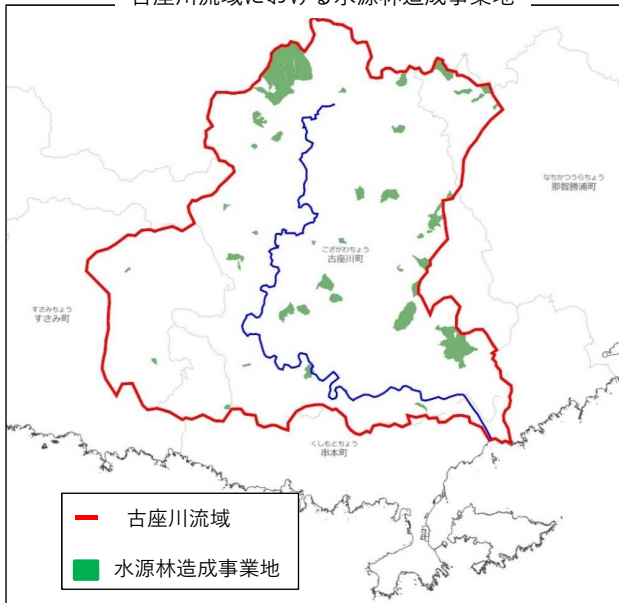 古座川流域における水源林造成事業地
なちかつうらちょう
那智勝浦町
こざがわちょう
古座川町
すさみちょう
すさみ町
くしもとちょう
串本町
古座川流域
水源林造成事業地